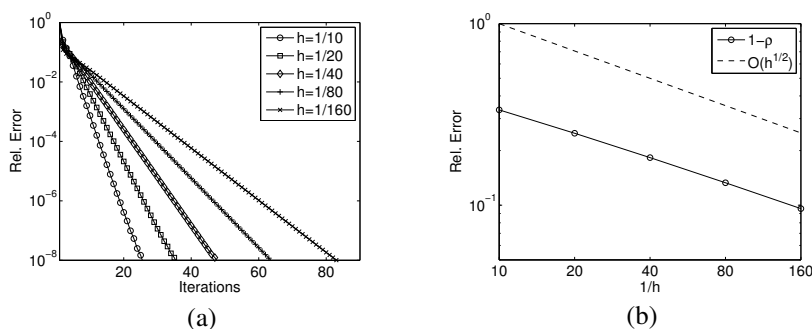 10^0
10^-2
10^-4
10^-6
10^-8
Rel. Error
20 40 60 80
Iterations
h=1/10
h=1/20
h=1/40
h=1/80
h=1/160
(a)
10^0
10^-1
Rel. Error
10 20 40 80 160
1/h
1-ρ
O(h^1/2)
(b)